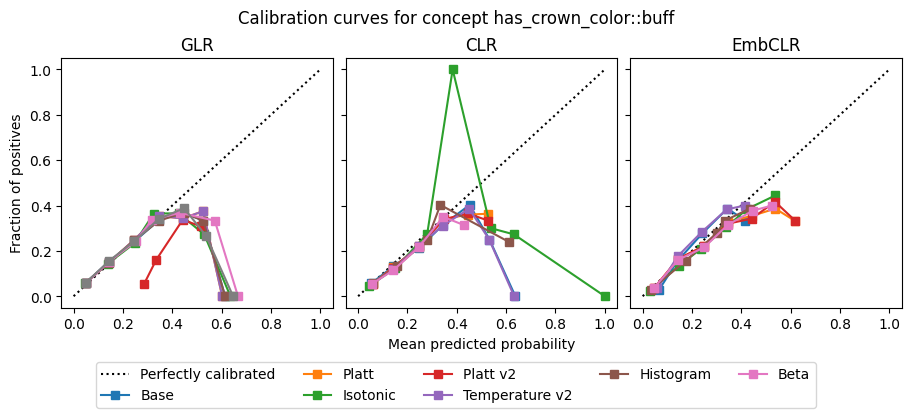 Calibration curves for concept has_crown_color::buff
GLR
CLR
EmbCLR
Fraction of positives
1.0
0.8
0.6
0.4
0.2
0.0
0.0 0.2 0.4 0.6 0.8 1.0
0.0 0.2 0.4 0.6 0.8 1.0
0.0 0.2 0.4 0.6 0.8 1.0
Mean predicted probability
Perfectly calibrated
Base
Platt
Isotonic
Platt v2
Temperature v2
Histogram
Beta